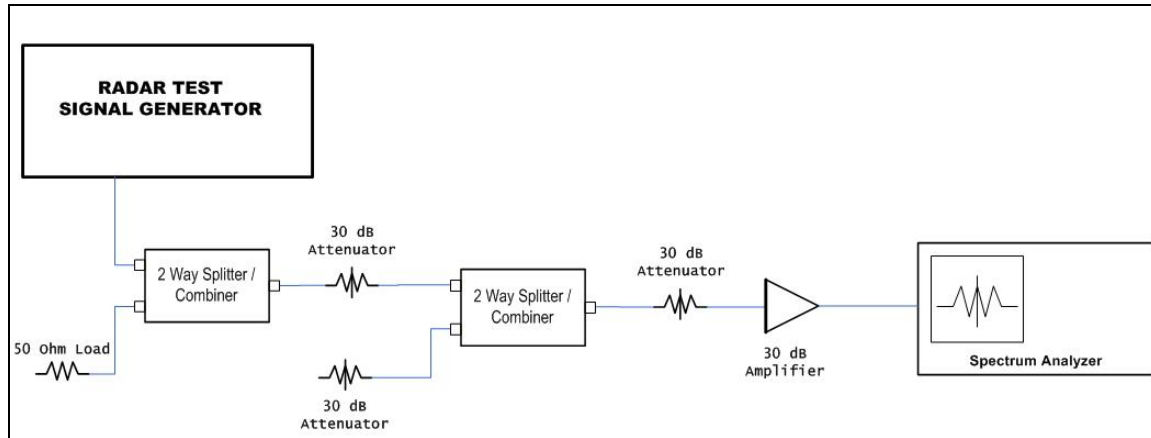 RADAR TEST
SIGNAL GENERATOR
30 dB
Attenuator
30 dB
Attenuator
2 Way Splitter /
Combiner
2 Way Splitter /
Combiner
50 Ohm Load
30 dB
Amplifier
Spectrum Analyzer
30 dB
Attenuator